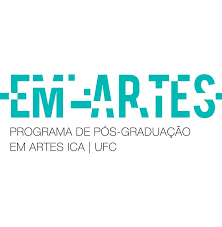 EM-ARTES
PROGRAMA DE PÓS-GRADUAÇÃO
EM ARTES ICA | UFC